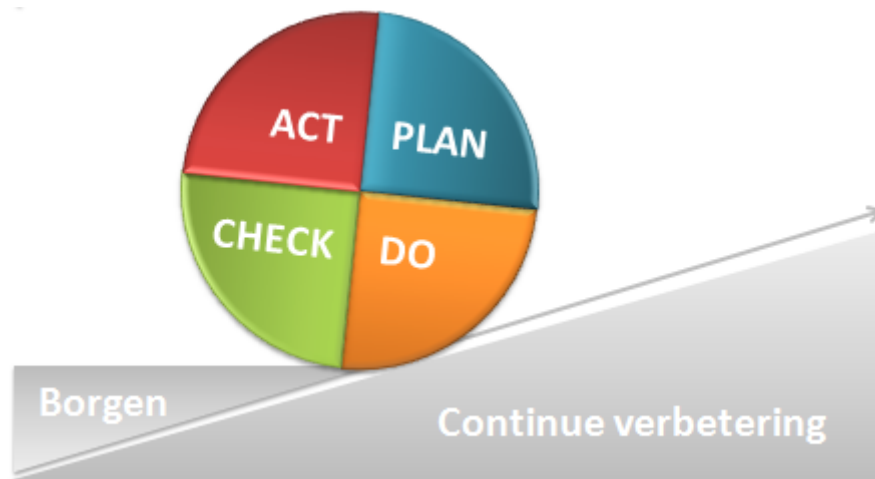 ACT
PLAN
CHECK
DO
Borgen
Continue verbetering